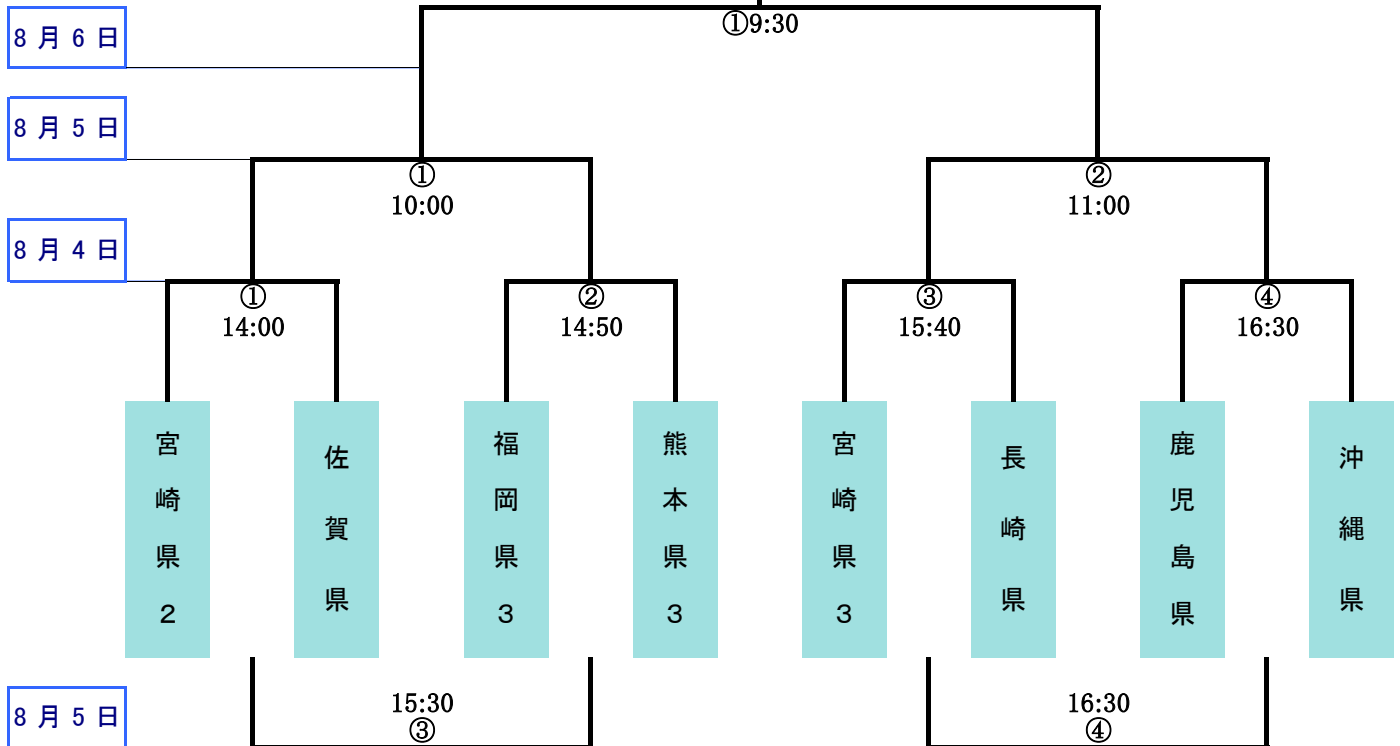 ①9:30
8月6日
8月5日
①
10:00
②
11:00
8月4日
①
14:00
②
14:50
③
15:40
④
16:30
宮崎県2
佐賀県
福岡県3
熊本県3
宮崎県3
長崎県
鹿児島県
沖縄県
8月5日
15:30
③
16:30
④